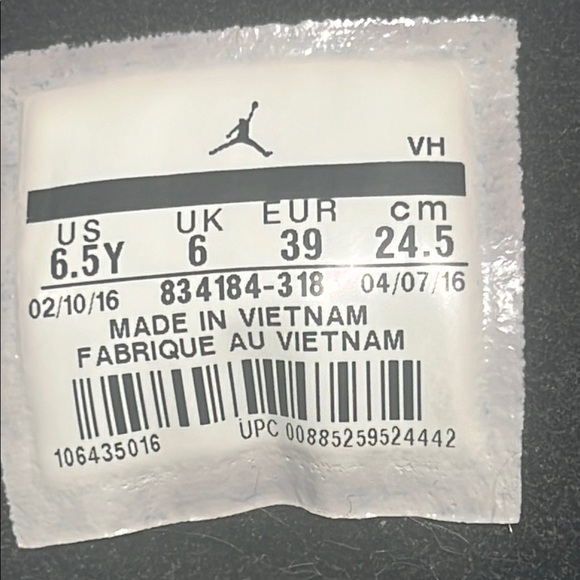 VH
US UK EUR cm
6.5Y 6 39 24.5
02/10/16 834184-318 04/07/16
MADE IN VIETNAM
FABRIQUE AU VIETNAM
106435016 UPC 00885259524442